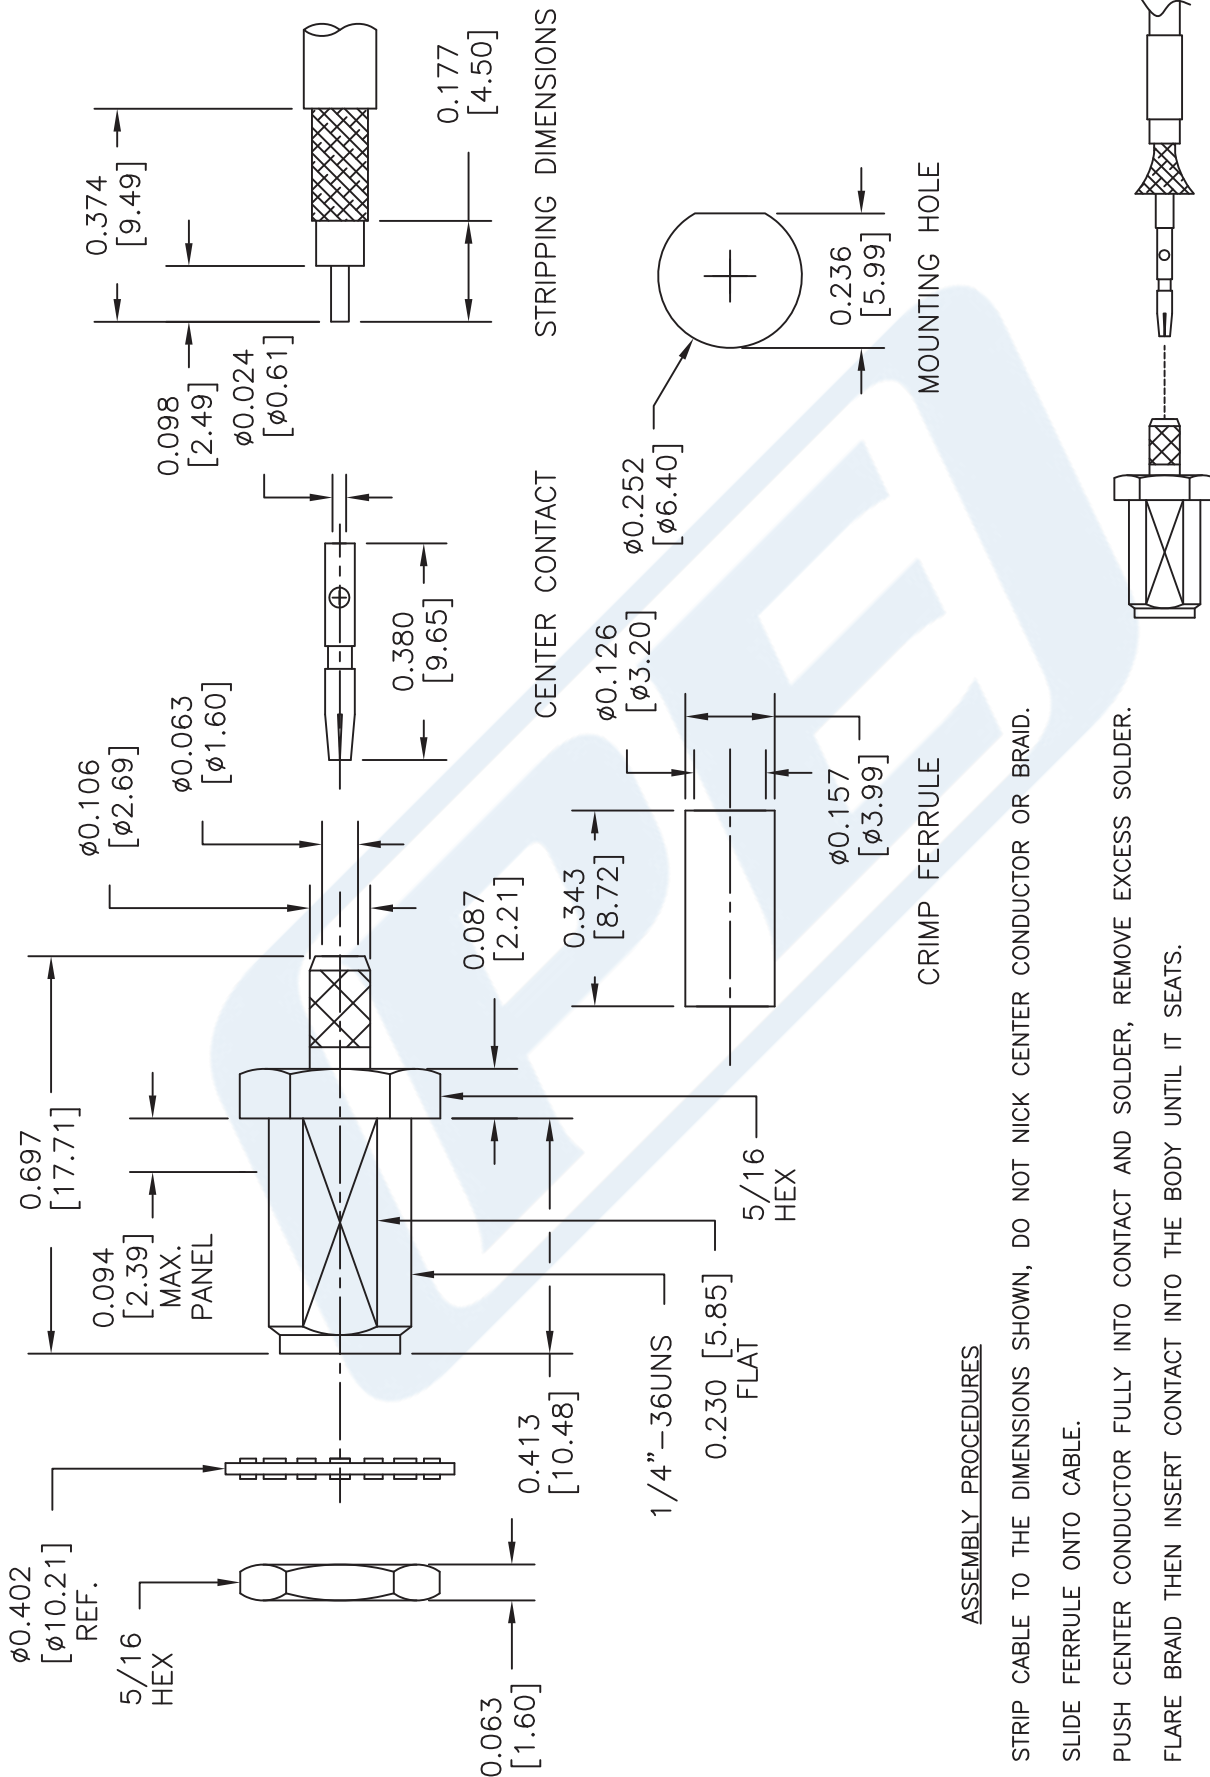 ø0.402
[ø10.21]
REF.
5/16
HEX
0.063
[1.60]
0.697
[17.71]
0.094
[2.39]
MAX.
PANEL
0.413
[10.48]
1/4"-36UNS
0.230 [5.85]
FLAT
5/16
HEX
0.087
[2.21]
ø0.106
[ø2.69]
ø0.063
[ø1.60]
0.380
[9.65]
ø0.024
[ø0.61]
CENTER CONTACT
0.374
[9.49]
0.098
[2.49]
0.177
[4.50]
STRIPPING DIMENSIONS
0.343
[8.72]
ø0.126
[ø3.20]
ø0.157
[ø3.99]
CRIMP FERRULE
ø0.252
[ø6.40]
0.236
[5.99]
MOUNTING HOLE
PE
ASSEMBLY PROCEDURES
STRIP CABLE TO THE DIMENSIONS SHOWN, DO NOT NICK CENTER CONDUCTOR OR BRAID.
SLIDE FERRULE ONTO CABLE.
PUSH CENTER CONDUCTOR FULLY INTO CONTACT AND SOLDER, REMOVE EXCESS SOLDER.
FLARE BRAID THEN INSERT CONTACT INTO THE BODY UNTIL IT SEATS.